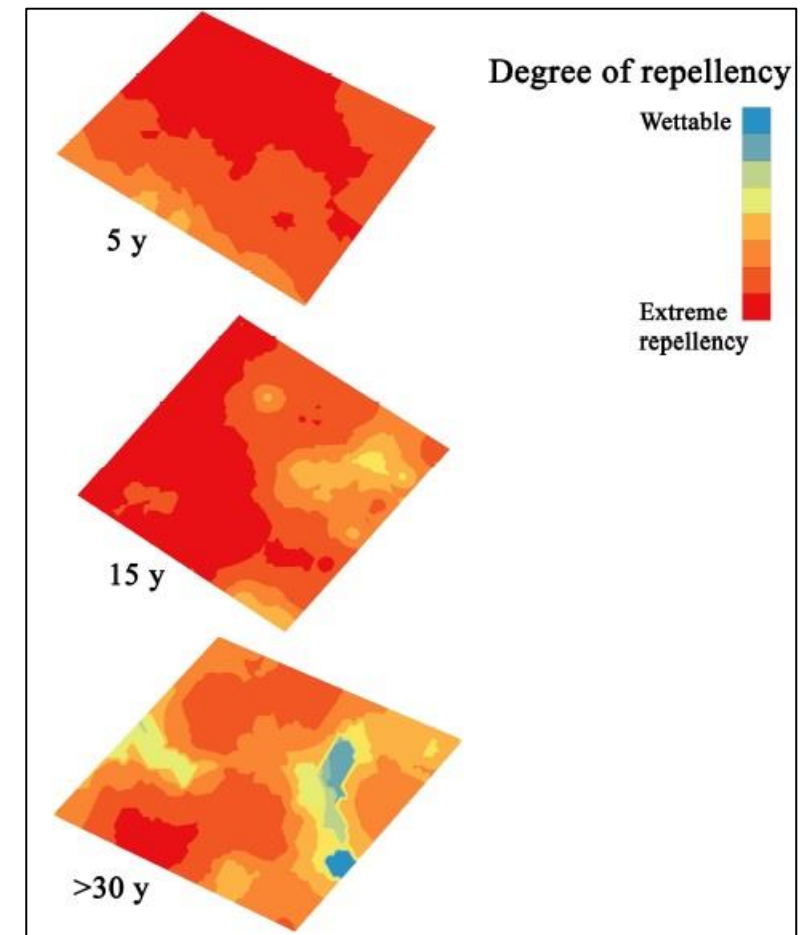 Degree of repellency
Wettable
Extreme
repellency
5 y
15 y
>30 y